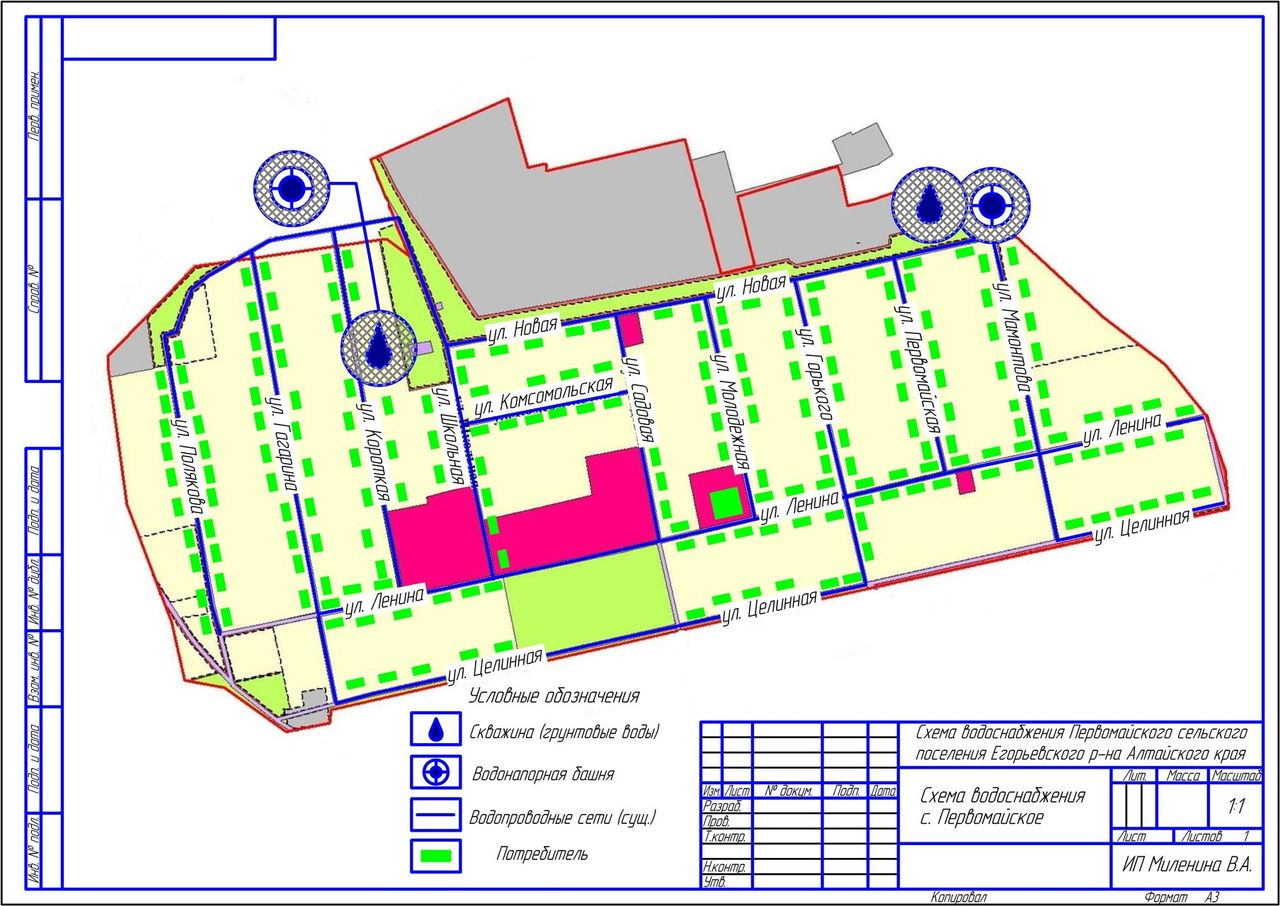 Перв. примен.
Справ. №
Подп. и дата
Инв. № дубл.
Взам. инв. №
Подп. и дата
Инв. № подл.
ул. Новая
ул. Новая
ул. Комсомольская
ул. Полякова
ул. Гагарина
ул. Короткая
ул. Школьная
ул. Садовая
ул. Молодежная
ул. Горького
ул. Первомайская
ул. Мамонтова
ул. Ленина
ул. Ленина
ул. Ленина
ул. Целинная
ул. Целинная
ул. Целинная
Условные обозначения
Скважина (грунтовые воды)
Водонапорная башня
Водопроводные сети (сущ.)
Потребитель
Схема водоснабжения Первомайского сельского
поселения Егорьевского р-на Алтайского края
Изм. Лист № докум. Подп. Дата
Разраб.
Пров.
Т.контр.
Н.контр.
Утв.
Схема водоснабжения
с. Первомайское
Лит. Масса Масштаб
1:1
Лист Листов 1
ИП Миленина В.А.
Копировал Формат А3